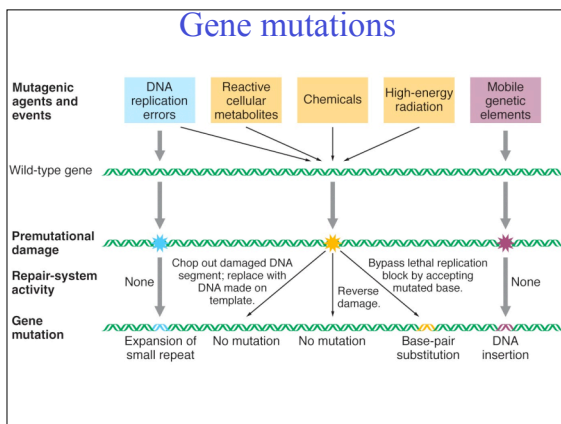 Gene mutations
Mutagenic
agents and
events
DNA
replication
errors
Reactive
cellular
metabolites
Chemicals
High-energy
radiation
Mobile
genetic
elements
Wild-type gene
Premutational
damage
Repair-system
activity
None
Chop out damaged DNA
segment; replace with
DNA made on
template.
Reverse
damage.
Bypass lethal replication
block by accepting
mutated base.
None
Gene
mutation
Expansion of
small repeat
No mutation
No mutation
Base-pair
substitution
DNA
insertion